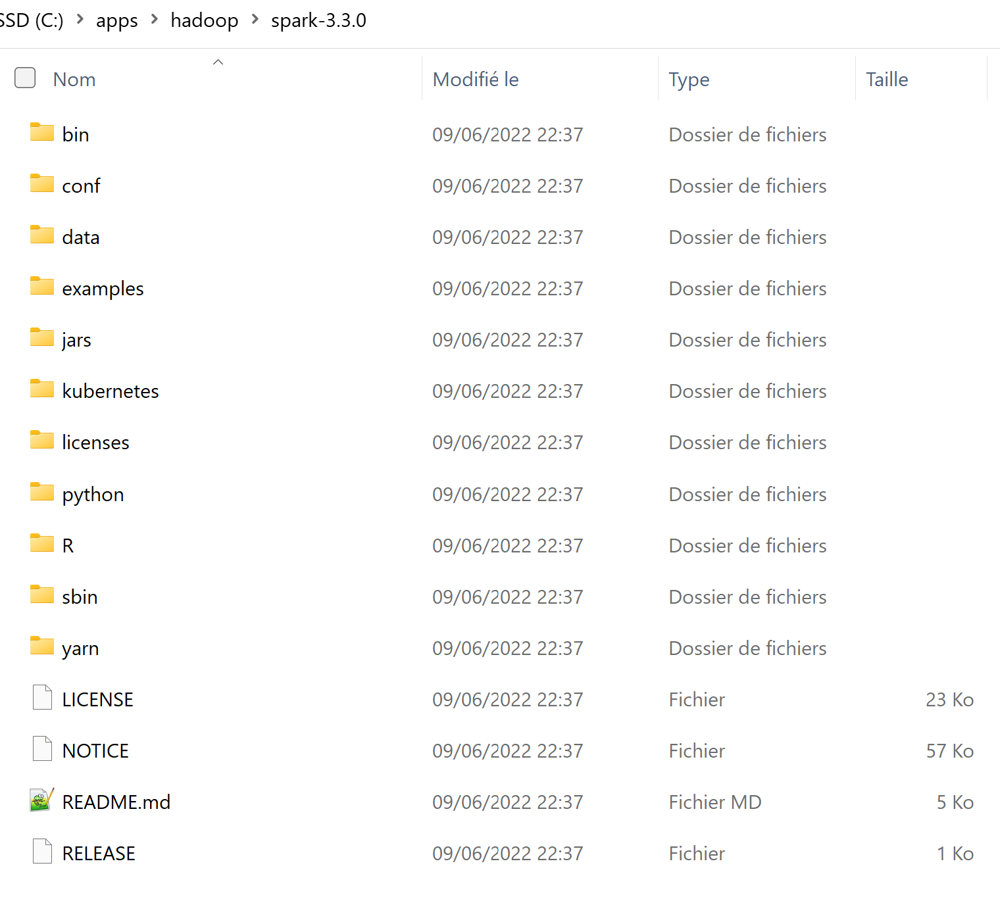 SSD (C:) > apps > hadoop > spark-3.3.0
Nom Modifié le Type Taille
bin 09/06/2022 22:37 Dossier de fichiers
conf 09/06/2022 22:37 Dossier de fichiers
data 09/06/2022 22:37 Dossier de fichiers
examples 09/06/2022 22:37 Dossier de fichiers
jars 09/06/2022 22:37 Dossier de fichiers
kubernetes 09/06/2022 22:37 Dossier de fichiers
licenses 09/06/2022 22:37 Dossier de fichiers
python 09/06/2022 22:37 Dossier de fichiers
R 09/06/2022 22:37 Dossier de fichiers
sbin 09/06/2022 22:37 Dossier de fichiers
yarn 09/06/2022 22:37 Dossier de fichiers
LICENSE 09/06/2022 22:37 Fichier 23 Ko
NOTICE 09/06/2022 22:37 Fichier 57 Ko
README.md 09/06/2022 22:37 Fichier MD 5 Ko
RELEASE 09/06/2022 22:37 Fichier 1 Ko